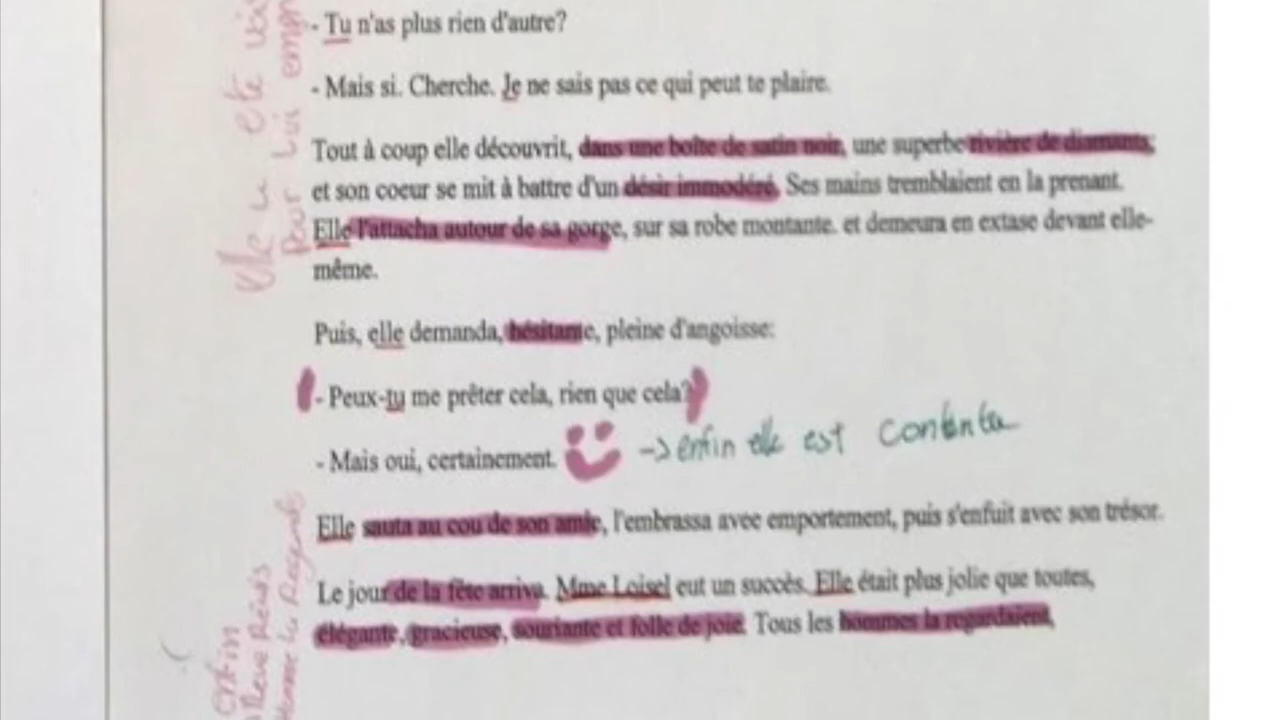 - Tu n'as plus rien d'autre?
- Mais si. Cherche. Je ne sais pas ce qui peut te plaire.
Tout à coup elle découvrit, dans une boîte de satin noir, une superbe rivière de diamants;
et son coeur se mit à battre d'un désir immodéré. Ses mains tremblaient en la prenant.
Elle l'attacha autour de sa gorge, sur sa robe montante. et demeura en extase devant elle-
même.
Puis, elle demanda, hésitante, pleine d'angoisse:
- Peux-tu me prêter cela, rien que cela?
- Mais oui, certainement.
-> enfin elle est contente
Elle sauta au cou de son amie, l'embrassa avec emportement, puis s'enfuit avec son trésor.
Le jour de la fête arriva. Mme Loisel eut un succès. Elle était plus jolie que toutes,
élégante, gracieuse, souriante et folle de joie. Tous les hommes la regardaient,
pour lui
enfin